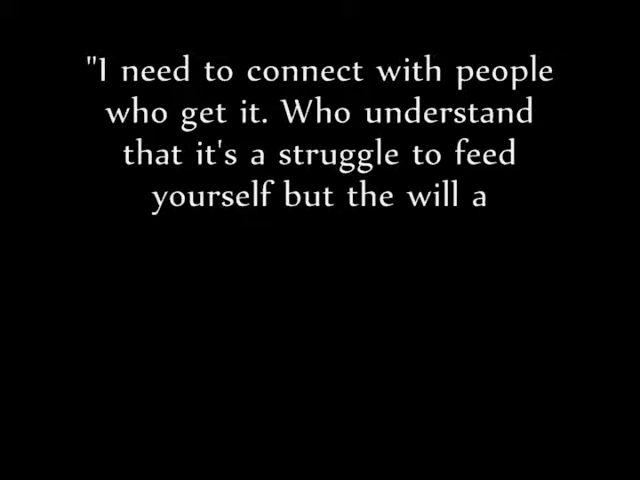 "I need to connect with people
who get it. Who understand
that it's a struggle to feed
yourself but the will a